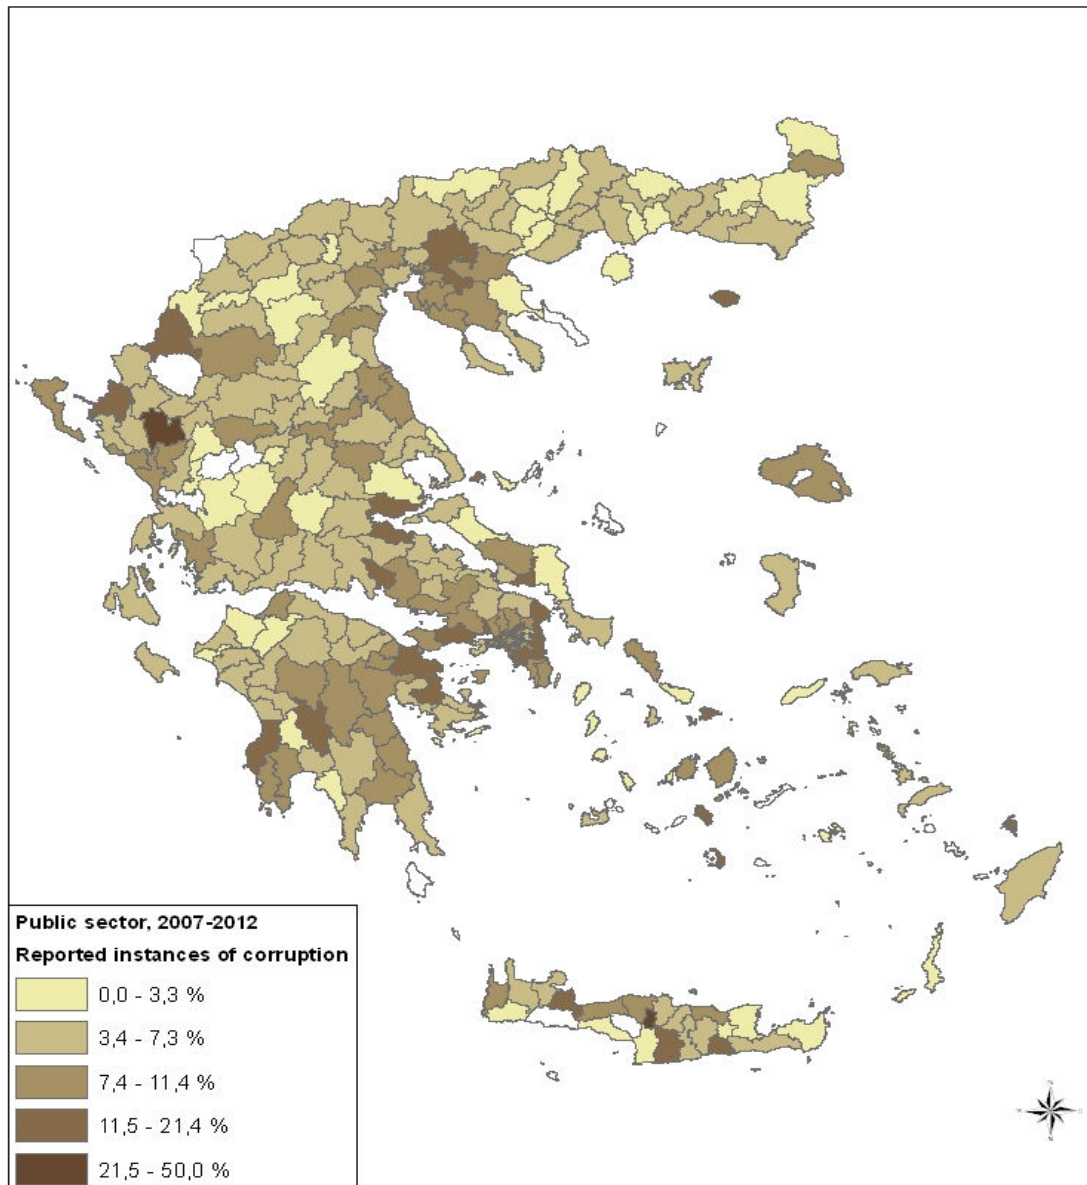 Public sector, 2007-2012
Reported instances of corruption
0,0 - 3,3 %
3,4 - 7,3 %
7,4 - 11,4 %
11,5 - 21,4 %
21,5 - 50,0 %